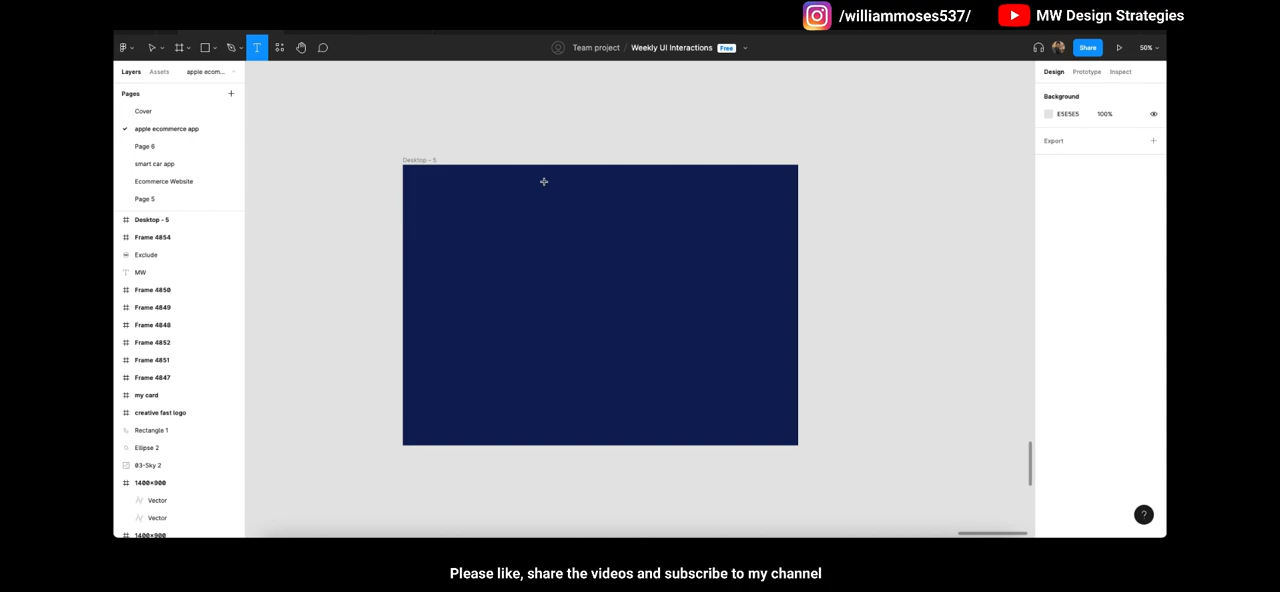 /williammoses537/
MW Design Strategies
Team project / Weekly UI Interactions Free
Share
50%
Layers Assets apple ecom...
Pages
Cover
apple ecommerce app
Page 6
smart car app
Ecommerce Website
Page 5
Desktop - 5
Frame 4854
Exclude
MW
Frame 4850
Frame 4849
Frame 4848
Frame 4852
Frame 4851
Frame 4847
my card
creative fast logo
Rectangle 1
Ellipse 2
03-Sky 2
1400x900
Vector
Vector
1400x900
Desktop - 5
Design Prototype Inspect
Background
E5E5E5 100%
Export
?
Please like, share the videos and subscribe to my channel